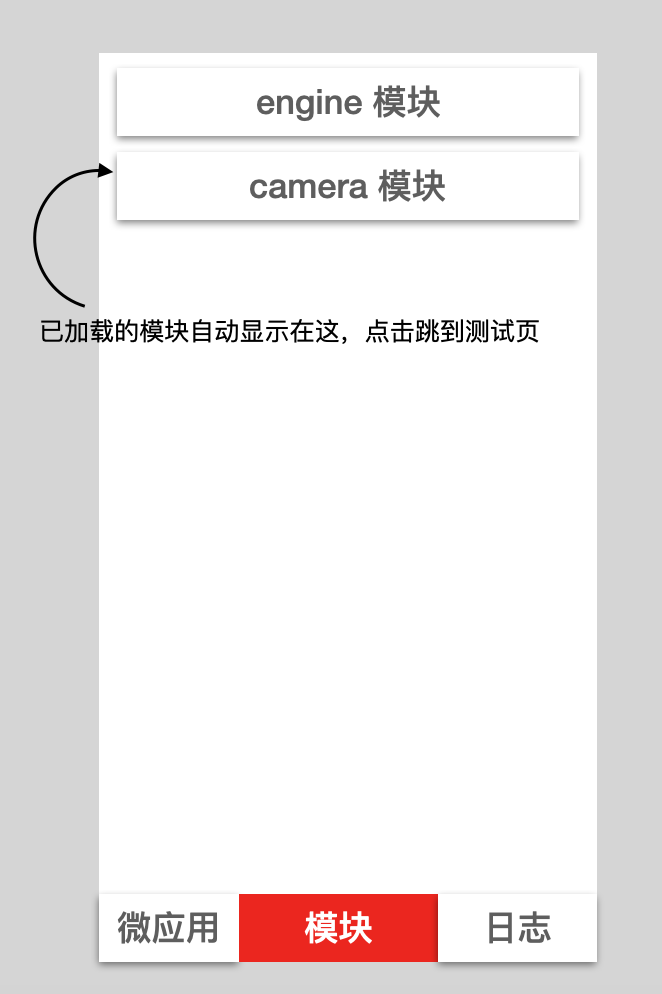 engine 模块
camera 模块
已加载的模块自动显示在这，点击跳到测试页
微应用
模块
日志